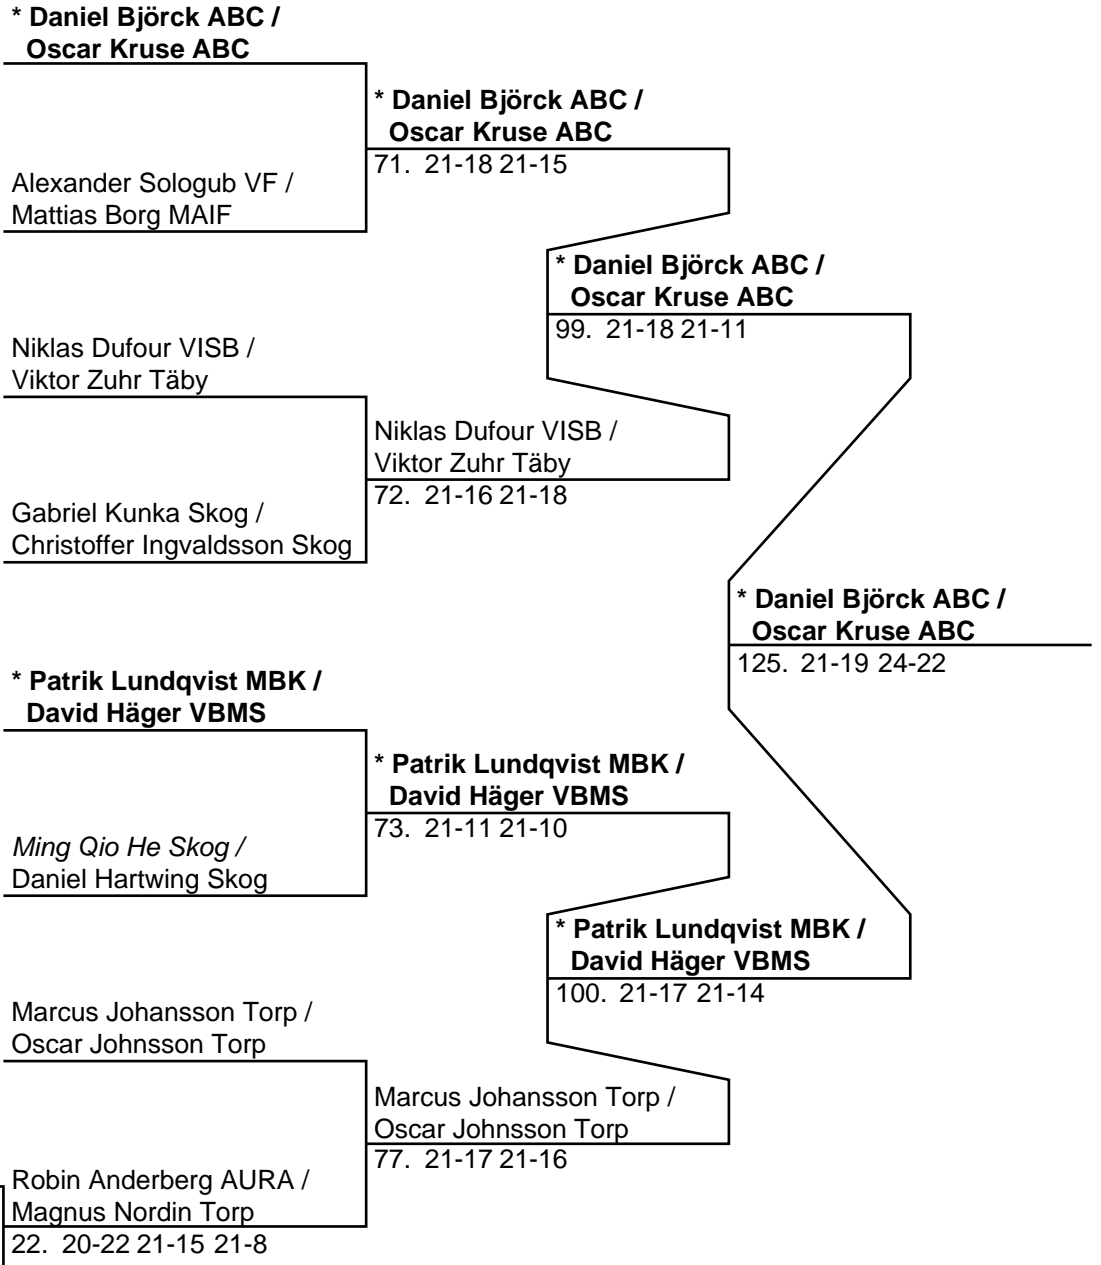 * Daniel Björck ABC /
Oscar Kruse ABC
* Daniel Björck ABC /
Oscar Kruse ABC
71. 21-18 21-15
Alexander Sologub VF /
Mattias Borg MAIF
* Daniel Björck ABC /
Oscar Kruse ABC
99. 21-18 21-11
Niklas Dufour VISB /
Viktor Zuhr Täby
Niklas Dufour VISB /
Viktor Zuhr Täby
72. 21-16 21-18
Gabriel Kunka Skog /
Christoffer Ingvaldsson Skog
* Daniel Björck ABC /
Oscar Kruse ABC
125. 21-19 24-22
* Patrik Lundqvist MBK /
David Häger VBMS
* Patrik Lundqvist MBK /
David Häger VBMS
73. 21-11 21-10
Ming Qio He Skog /
Daniel Hartwing Skog
* Patrik Lundqvist MBK /
David Häger VBMS
100. 21-17 21-14
Marcus Johansson Torp /
Oscar Johnsson Torp
Marcus Johansson Torp /
Oscar Johnsson Torp
77. 21-17 21-16
Robin Anderberg AURA /
Magnus Nordin Torp
22. 20-22 21-15 21-8